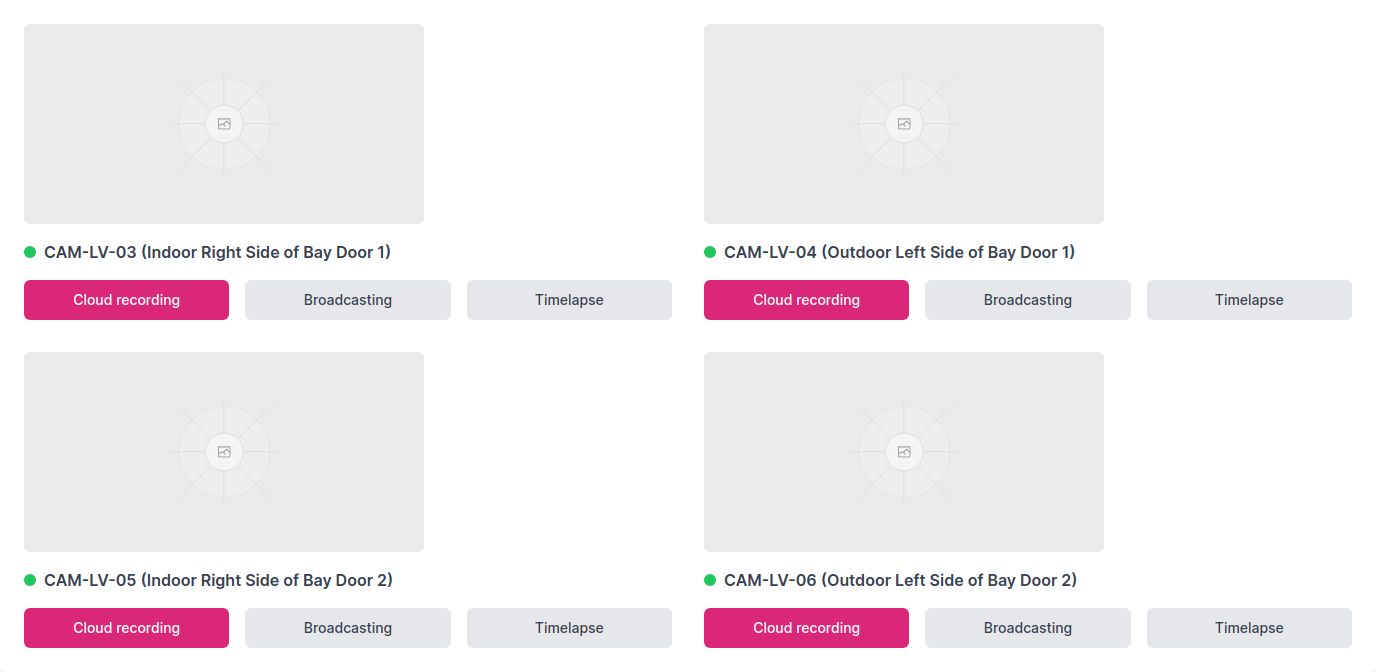 CAM-LV-03 (Indoor Right Side of Bay Door 1)
Cloud recording
Broadcasting
Timelapse
CAM-LV-04 (Outdoor Left Side of Bay Door 1)
Cloud recording
Broadcasting
Timelapse
CAM-LV-05 (Indoor Right Side of Bay Door 2)
Cloud recording
Broadcasting
Timelapse
CAM-LV-06 (Outdoor Left Side of Bay Door 2)
Cloud recording
Broadcasting
Timelapse